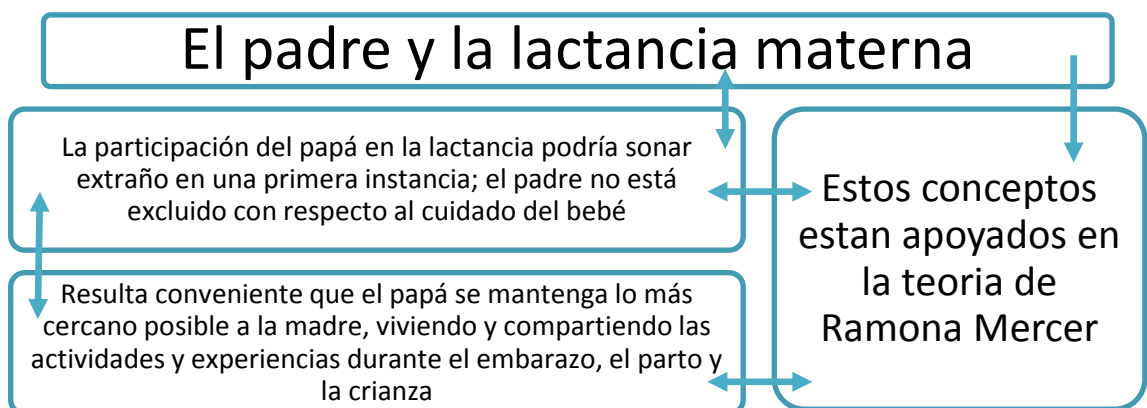 El padre y la lactancia materna
La participación del papá en la lactancia podría sonar
extraño en una primera instancia; el padre no está
excluido con respecto al cuidado del bebé
Resulta conveniente que el papá se mantenga lo más
cercano posible a la madre, viviendo y compartiendo las
actividades y experiencias durante el embarazo, el parto y
la crianza
Estos conceptos
estan apoyados en
la teoria de
Ramona Mercer